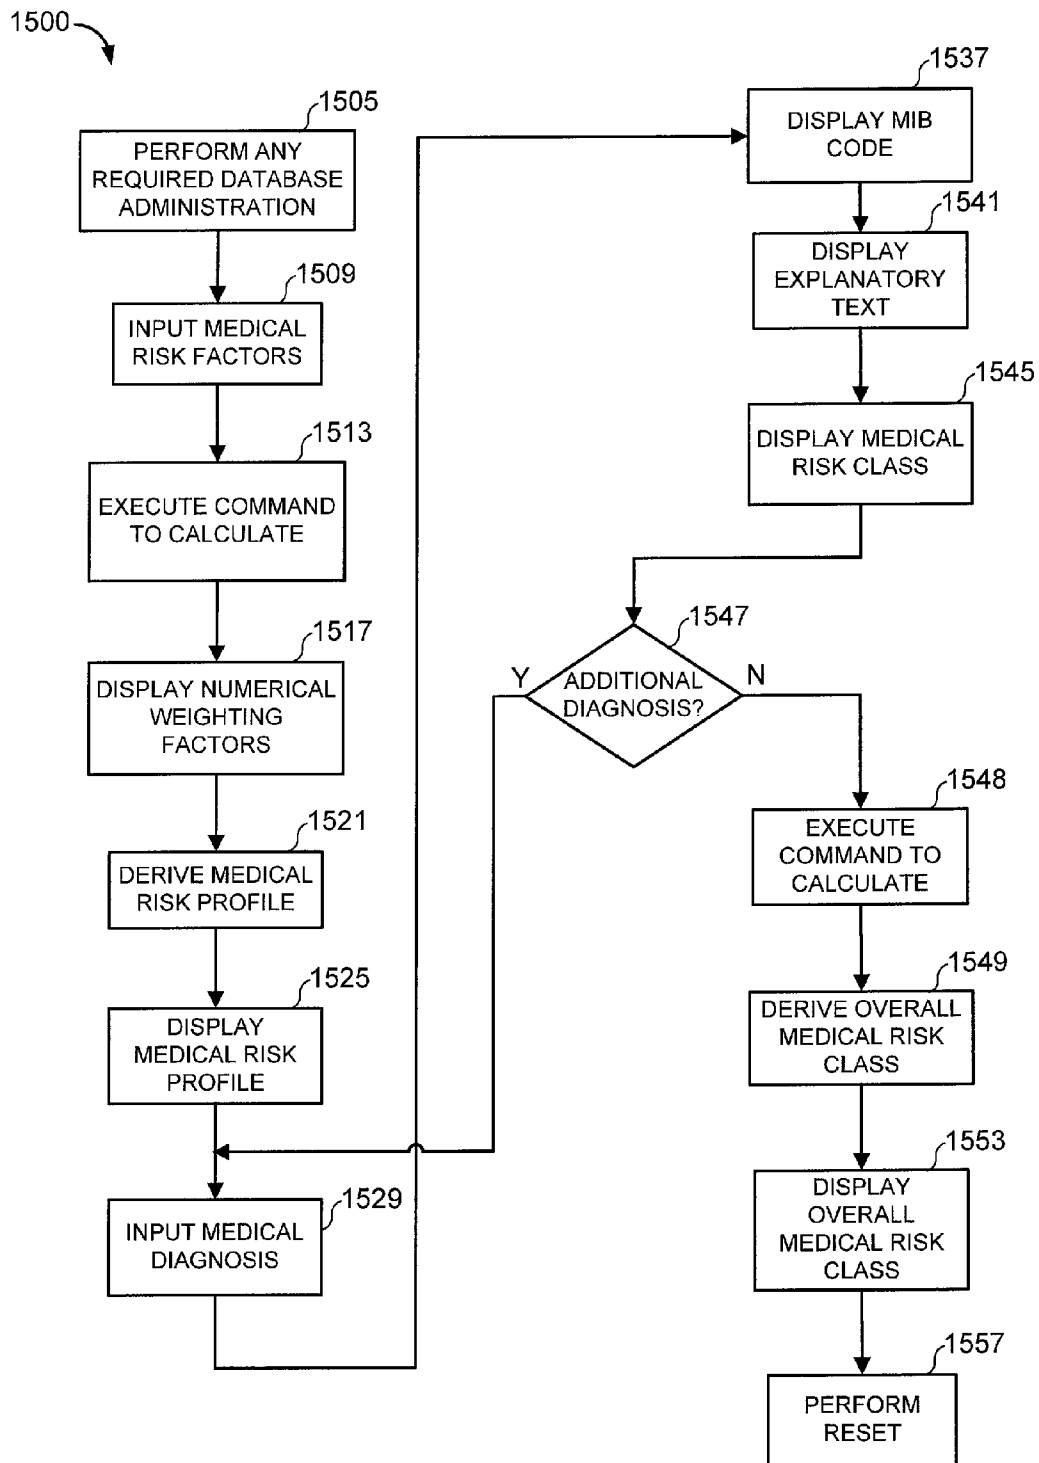 1500
1505
PERFORM ANY
REQUIRED DATABASE
ADMINISTRATION
1509
INPUT MEDICAL
RISK FACTORS
1513
EXECUTE COMMAND
TO CALCULATE
1517
DISPLAY NUMERICAL
WEIGHTING
FACTORS
1521
DERIVE MEDICAL
RISK PROFILE
1525
DISPLAY
MEDICAL RISK
PROFILE
1529
INPUT MEDICAL
DIAGNOSIS
1537
DISPLAY MIB
CODE
1541
DISPLAY
EXPLANATORY
TEXT
1545
DISPLAY MEDICAL
RISK CLASS
1547
Y
ADDITIONAL
DIAGNOSIS?
N
1548
EXECUTE
COMMAND TO
CALCULATE
1549
DERIVE OVERALL
MEDICAL RISK
CLASS
1553
DISPLAY
OVERALL
MEDICAL RISK
CLASS
1557
PERFORM
RESET